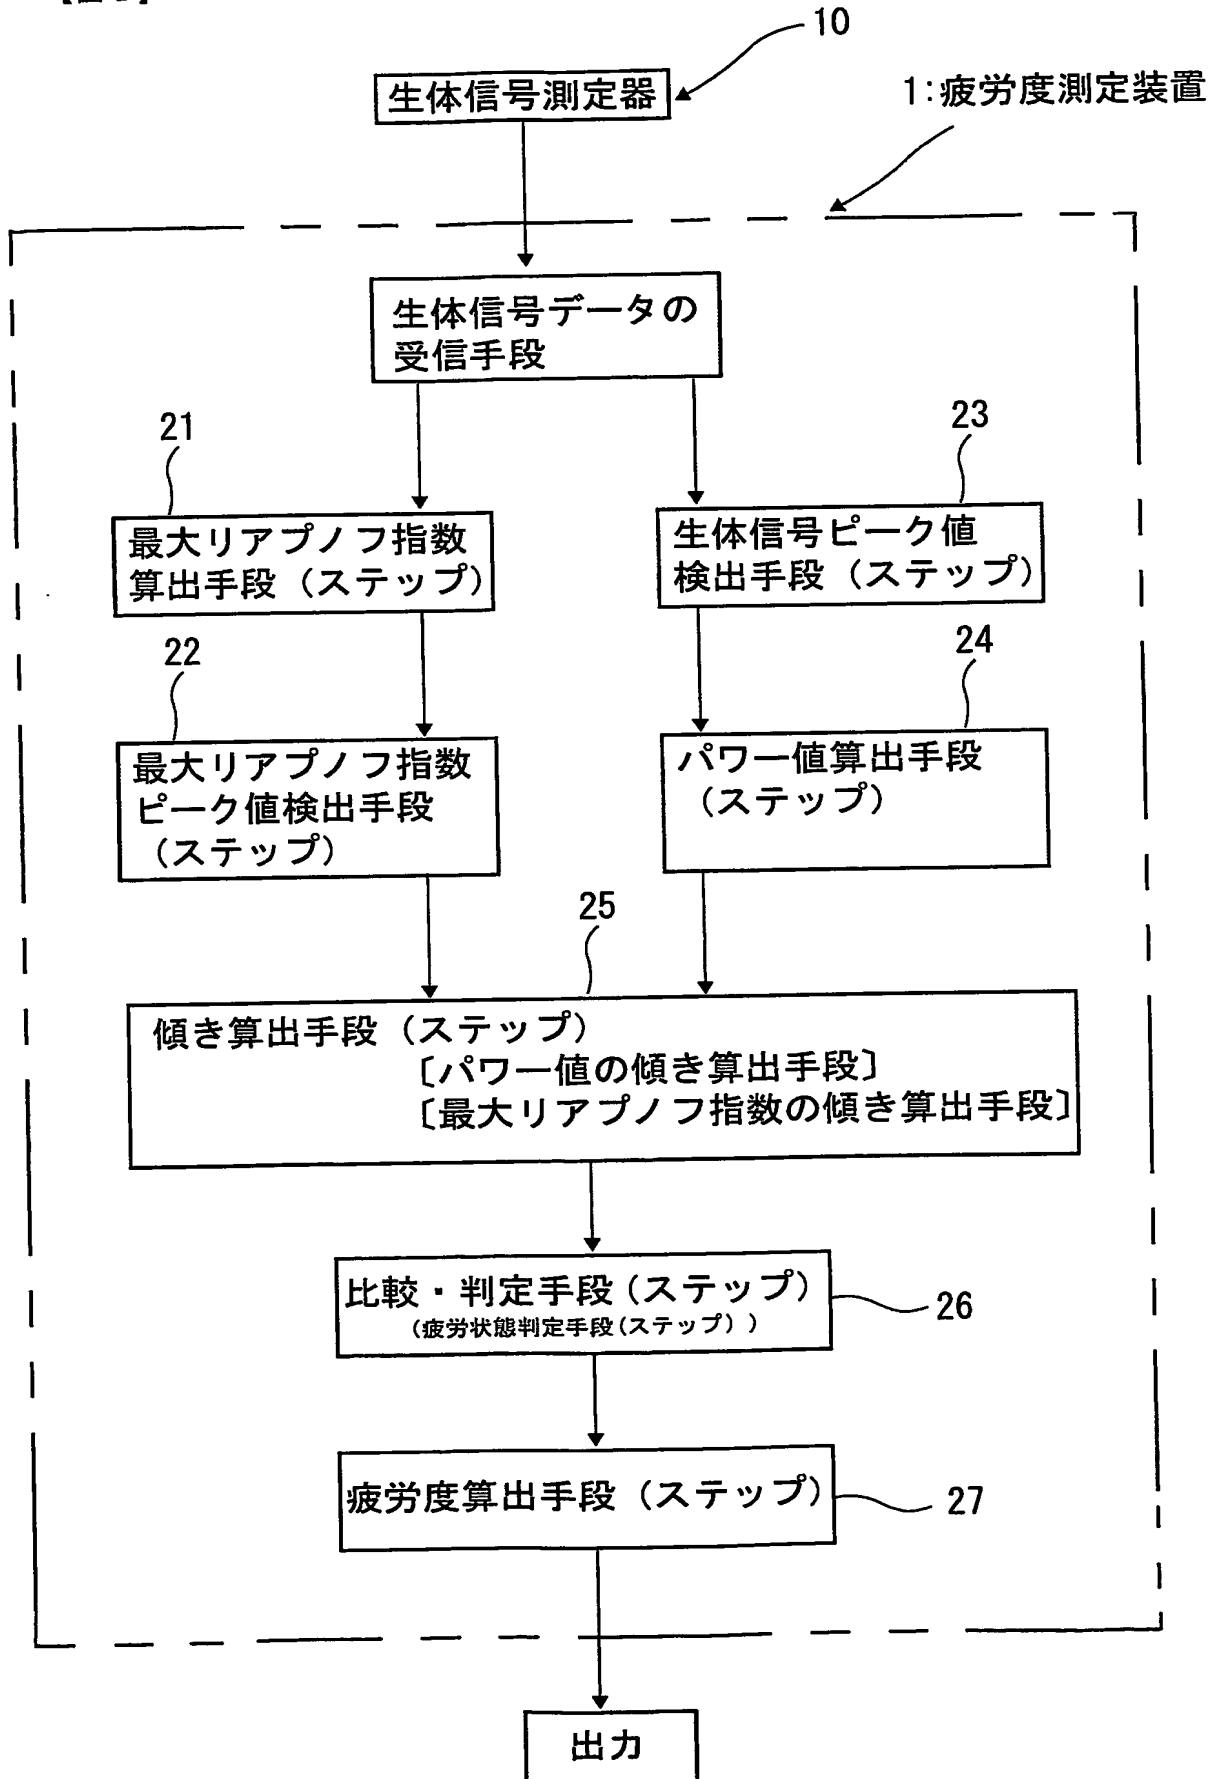 10
生体信号測定器
1:疲労度測定装置
生体信号データの
受信手段
21
23
最大リアプノフ指数
算出手段（ステップ）
生体信号ピーク値
検出手段（ステップ）
22
24
最大リアプノフ指数
ピーク値検出手段
（ステップ）
パワー値算出手段
（ステップ）
25
傾き算出手段（ステップ）
〔パワー値の傾き算出手段〕
〔最大リアプノフ指数の傾き算出手段〕
比較・判定手段（ステップ）
（疲労状態判定手段（ステップ））
26
疲労度算出手段（ステップ）
27
出力